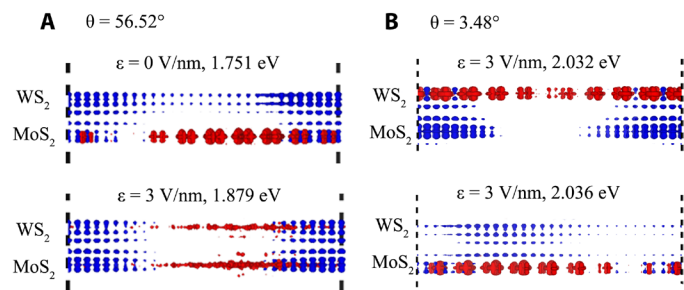 A θ = 56.52°
ε = 0 V/nm, 1.751 eV
WS₂
MoS₂
ε = 3 V/nm, 1.879 eV
WS₂
MoS₂
B θ = 3.48°
ε = 3 V/nm, 2.032 eV
WS₂
MoS₂
ε = 3 V/nm, 2.036 eV
WS₂
MoS₂